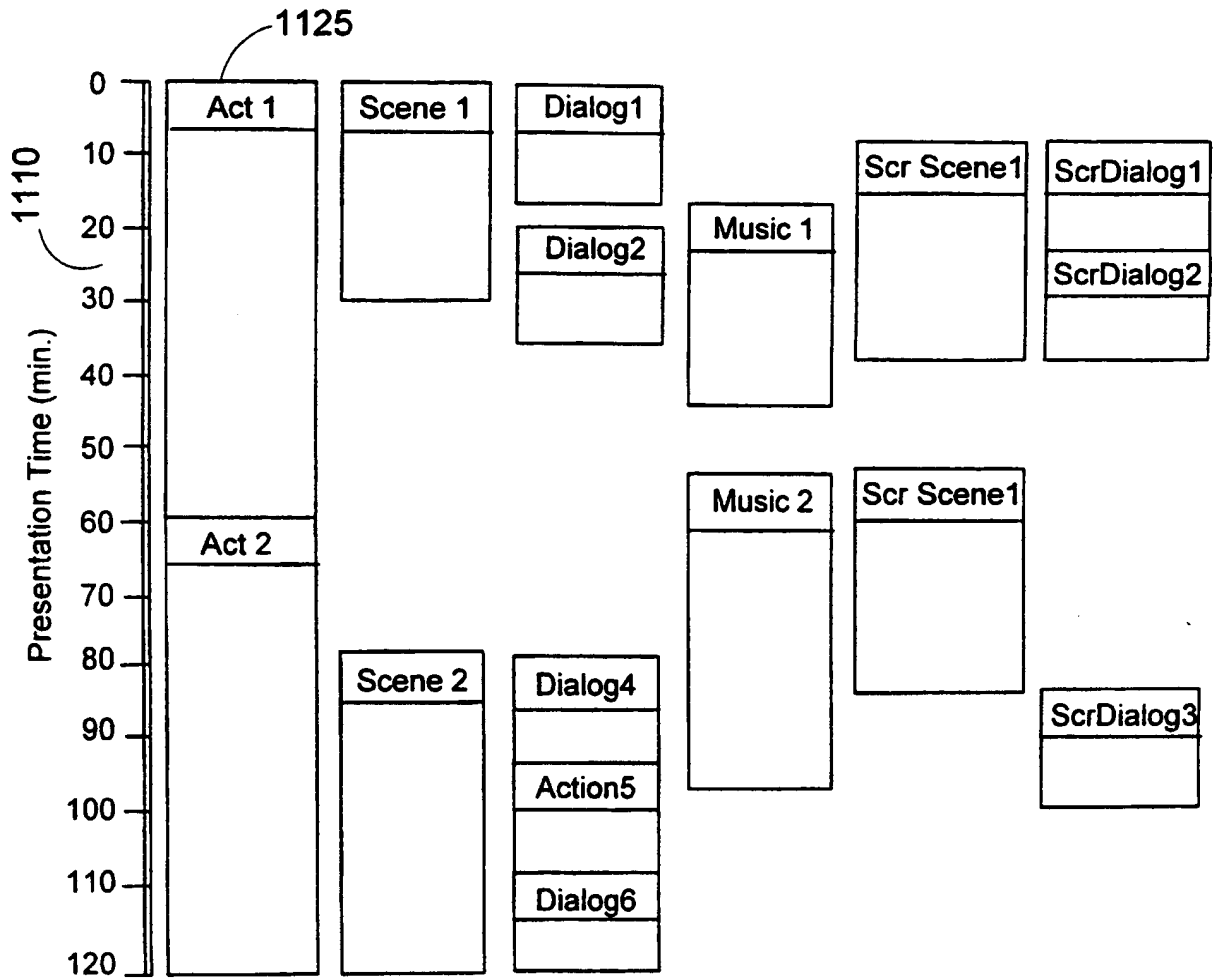 1125
0
Act 1
Scene 1
Dialog1
10
Scr Scene1
ScrDialog1
1110
20
Music 1
Dialog2
ScrDialog2
30
Presentation Time (min.)
40
50
Music 2
Scr Scene1
60
Act 2
70
80
Scene 2
Dialog4
90
ScrDialog3
Action5
100
110
Dialog6
120